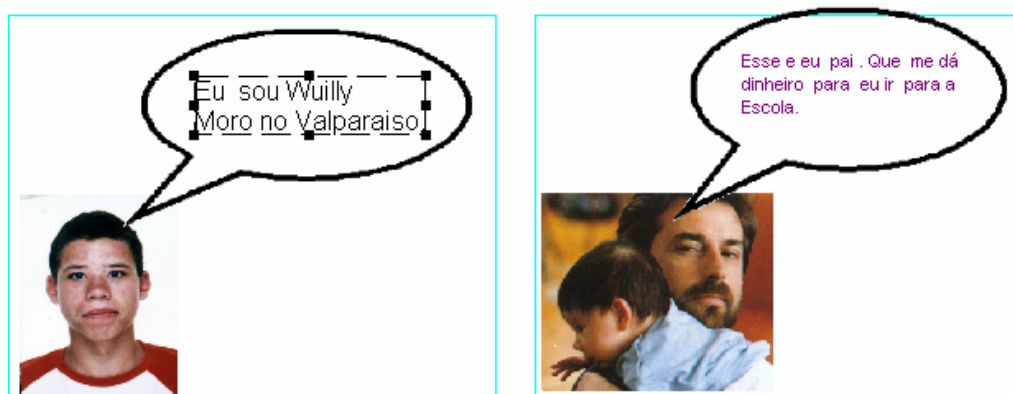 Eu sou Wuilly
Moro no Valparaiso
Esse e eu pai . Que me dá
dinheiro para eu ir para a
Escola.